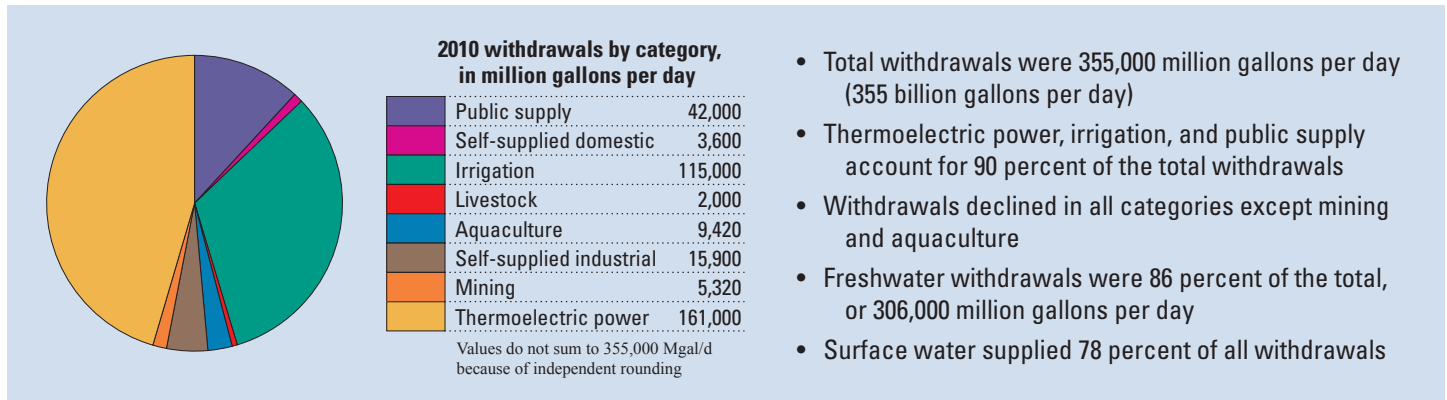 2010 withdrawals by category,
in million gallons per day
Public supply 42,000
Self-supplied domestic 3,600
Irrigation 115,000
Livestock 2,000
Aquaculture 9,420
Self-supplied industrial 15,900
Mining 5,320
Thermoelectric power 161,000
Values do not sum to 355,000 Mgal/d
because of independent rounding
• Total withdrawals were 355,000 million gallons per day
(355 billion gallons per day)
• Thermoelectric power, irrigation, and public supply
account for 90 percent of the total withdrawals
• Withdrawals declined in all categories except mining
and aquaculture
• Freshwater withdrawals were 86 percent of the total,
or 306,000 million gallons per day
• Surface water supplied 78 percent of all withdrawals